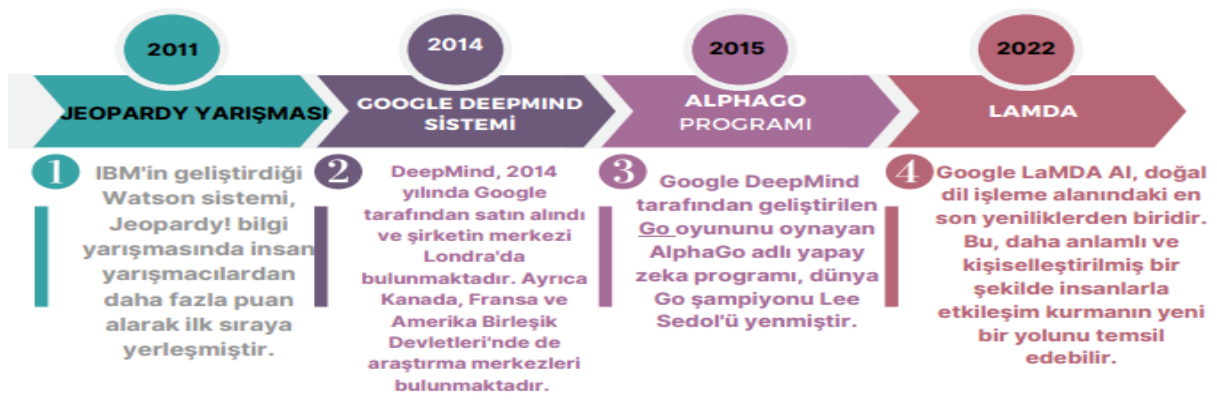 2011
2014
2015
2022
JEOPARDY YARIŞMASI
GOOGLE DEEPMIND
SİSTEMİ
ALPHAGO
PROGRAMI
LAMDA
1
IBM'in geliştirdiği
Watson sistemi,
Jeopardy! bilgi
yarışmasında insan
yarışmacılardan
daha fazla puan
alarak ilk sıraya
yerleşmiştir.
2
DeepMind, 2014
yılında Google
tarafından satın alındı
ve şirketin merkezi
Londra'da
bulunmaktadır. Ayrıca
Kanada, Fransa ve
Amerika Birleşik
Devletleri'nde de
araştırma merkezleri
bulunmaktadır.
3
Google DeepMind
tarafından geliştirilen
Go oyununu oynayan
AlphaGo adlı yapay
zeka programı, dünya
Go şampiyonu Lee
Sedol'ü yenmiştir.
4
Google LaMDA AI, doğal
dil işleme alanındaki en
son yeniliklerden biridir.
Bu, daha anlamlı ve
kişiselleştirilmiş bir
şekilde insanlarla
etkileşim kurmanın yeni
bir yolunu temsil
edebilir.